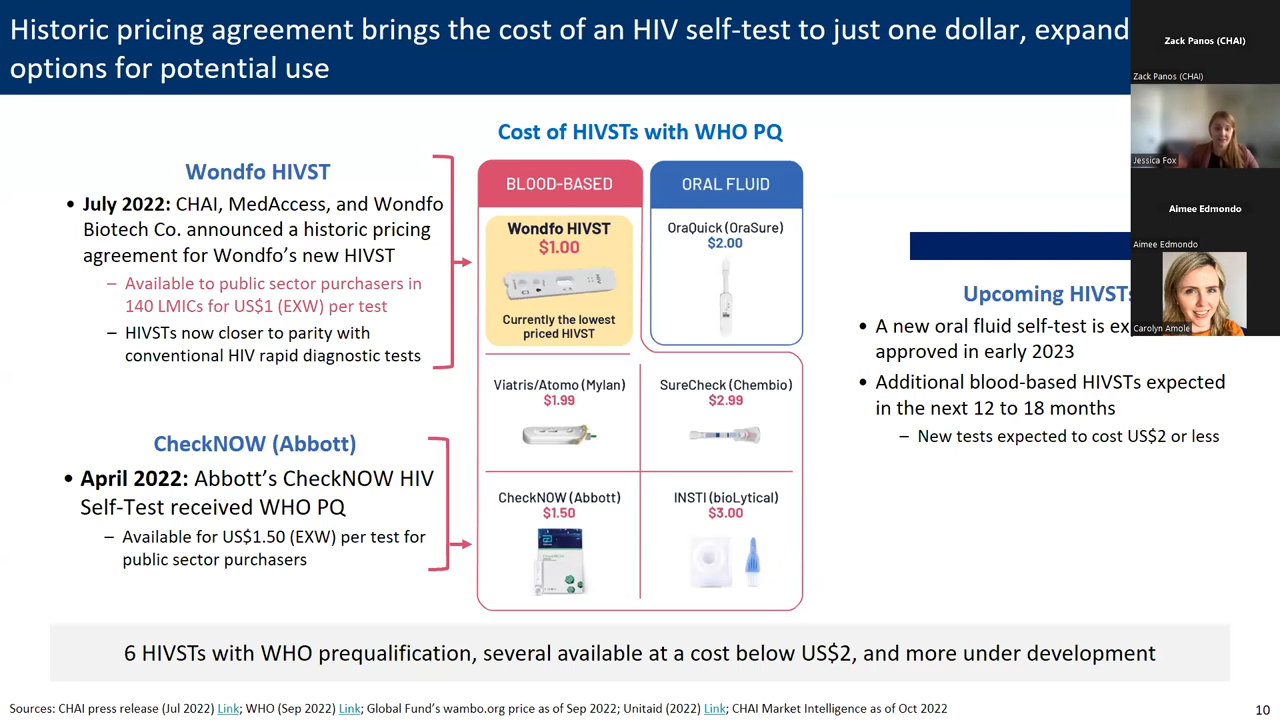 Historic pricing agreement brings the cost of an HIV self-test to just one dollar, expand
options for potential use
Zack Panos (CHAI)
Zack Panos (CHAI)
Jessica Fox
Aimee Edmondo
Aimee Edmondo
Carolyn Amole
Cost of HIVSTs with WHO PQ
Wondfo HIVST
• July 2022: CHAI, MedAccess, and Wondfo
Biotech Co. announced a historic pricing
agreement for Wondfo’s new HIVST
– Available to public sector purchasers in
140 LMICs for US$1 (EXW) per test
– HIVSTs now closer to parity with
conventional HIV rapid diagnostic tests
CheckNOW (Abbott)
• April 2022: Abbott’s CheckNOW HIV
Self-Test received WHO PQ
– Available for US$1.50 (EXW) per test for
public sector purchasers
BLOOD-BASED
Wondfo HIVST
$1.00
Currently the lowest
priced HIVST
ORAL FLUID
OraQuick (OraSure)
$2.00
Viatris/Atomo (Mylan)
$1.99
SureCheck (Chembio)
$2.99
CheckNOW (Abbott)
$1.50
INSTI (bioLytical)
$3.00
Upcoming HIVSTs
• A new oral fluid self-test is ex
approved in early 2023
• Additional blood-based HIVSTs expected
in the next 12 to 18 months
– New tests expected to cost US$2 or less
6 HIVSTs with WHO prequalification, several available at a cost below US$2, and more under development
Sources: CHAI press release (Jul 2022) Link; WHO (Sep 2022) Link; Global Fund’s wambo.org price as of Sep 2022; Unitaid (2022) Link; CHAI Market Intelligence as of Oct 2022
10